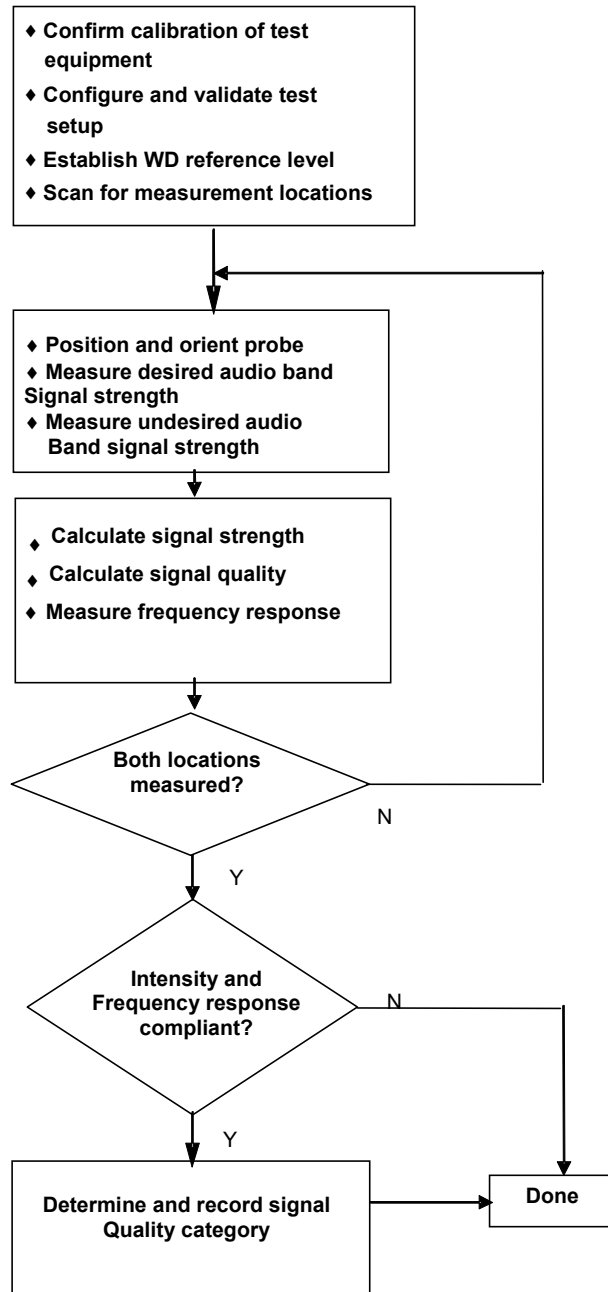 ♦ Confirm calibration of test
equipment
♦ Configure and validate test
setup
♦ Establish WD reference level
♦ Scan for measurement locations
♦ Position and orient probe
♦ Measure desired audio band
Signal strength
♦ Measure undesired audio
Band signal strength
♦ Calculate signal strength
♦ Calculate signal quality
♦ Measure frequency response
Both locations
measured?
N
Y
Intensity and
Frequency response
compliant?
N
Y
Determine and record signal
Quality category
Done